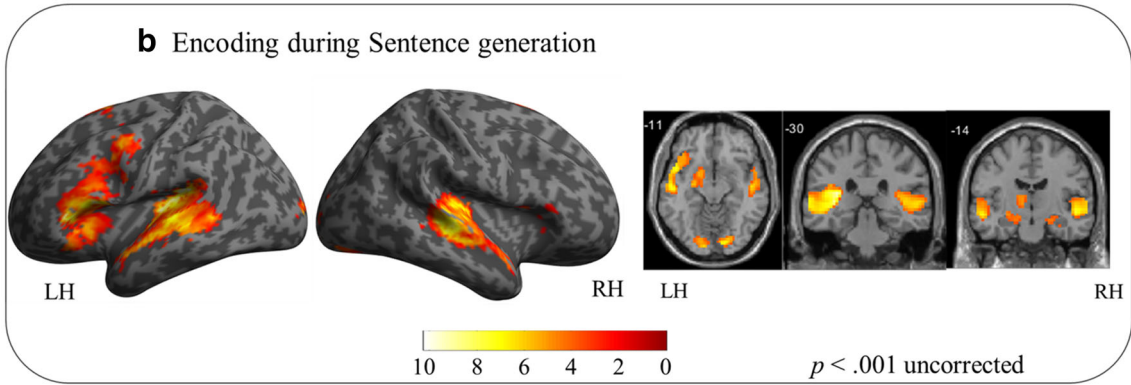 b Encoding during Sentence generation
-11
-30
-14
LH
RH
LH
RH
10 8 6 4 2 0
p < .001 uncorrected